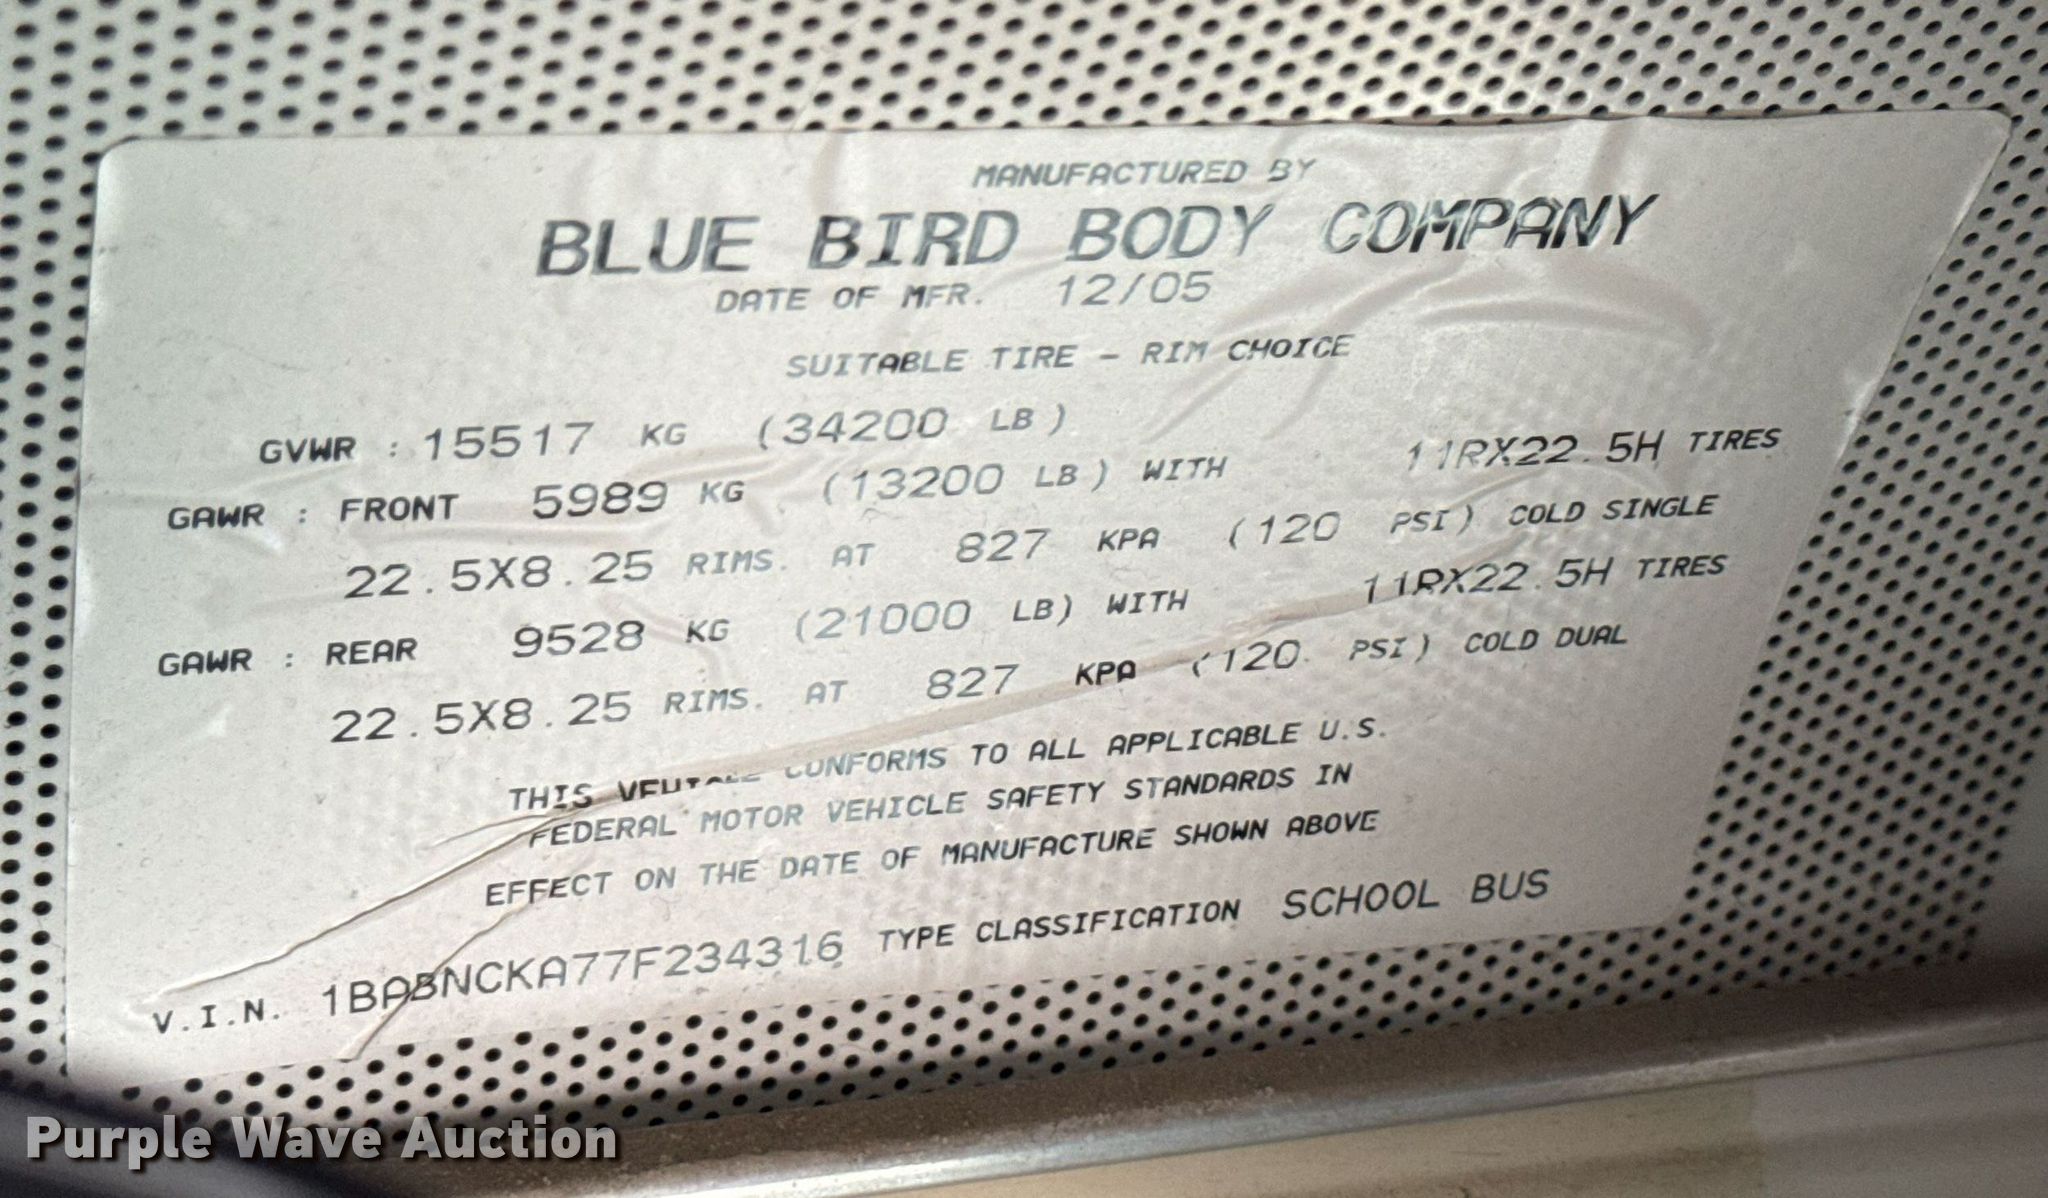 MANUFACTURED BY
BLUE BIRD BODY COMPANY
DATE OF MFR. 12/05
SUITABLE TIRE - RIM CHOICE
GVWR : 15517 KG (34200 LB)
GAWR : FRONT 5989 KG (13200 LB) WITH 11RX22.5H TIRES
22.5X8.25 RIMS. AT 827 KPA (120 PSI) COLD SINGLE
GAWR : REAR 9528 KG (21000 LB) WITH 11RX22.5H TIRES
22.5X8.25 RIMS. AT 827 KPA (120 PSI) COLD DUAL
THIS VEHICLE CONFORMS TO ALL APPLICABLE U.S.
FEDERAL MOTOR VEHICLE SAFETY STANDARDS IN
EFFECT ON THE DATE OF MANUFACTURE SHOWN ABOVE
V.I.N. 1BABNCKA77F234316 TYPE CLASSIFICATION SCHOOL BUS
Purple Wave Auction